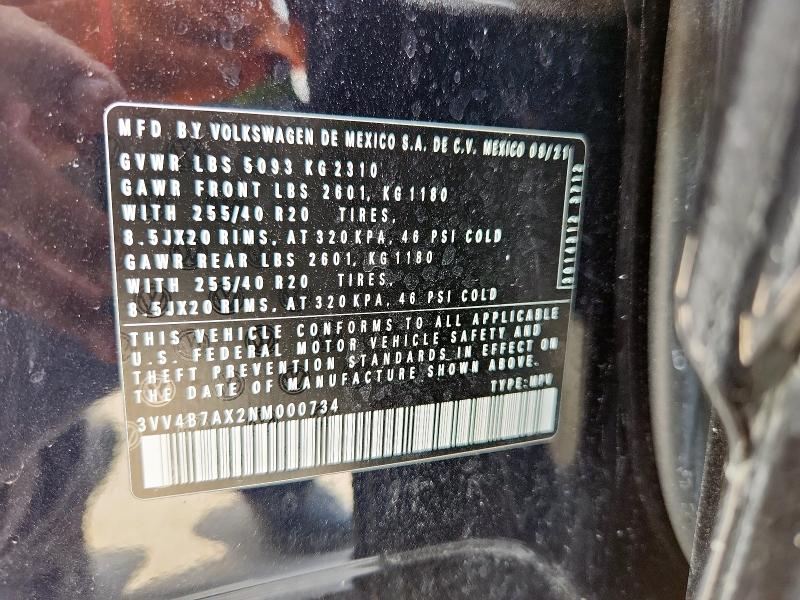 MFD. BY VOLKSWAGEN DE MEXICO S.A. DE C.V. MEXICO 08/21
GVWR LBS 5093 KG 2310
GAWR FRONT LBS 2601, KG 1180
WITH 255/40 R20 TIRES,
8.5JX20 RIMS, AT 320 KPA, 46 PSI COLD
GAWR REAR LBS 2601, KG 1180
WITH 255/40 R20 TIRES,
8.5JX20 RIMS, AT 320 KPA, 46 PSI COLD
THIS VEHICLE CONFORMS TO ALL APPLICABLE
U.S. FEDERAL MOTOR VEHICLE SAFETY AND
THEFT PREVENTION STANDARDS IN EFFECT ON
THE DATE OF MANUFACTURE SHOWN ABOVE.
TYPE: MPV
3VV4B7AX2NM000734